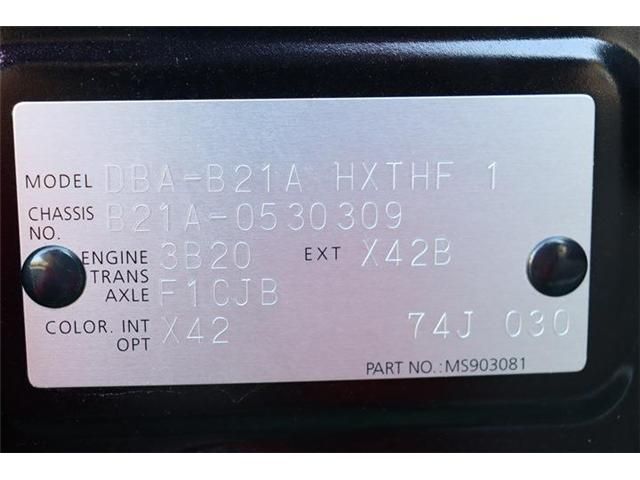 MODEL DBA-B21A HXTHF 1
CHASSIS NO. B21A-0530309
ENGINE 3B20 EXT X42B
TRANS AXLE F1CJB
COLOR. INT OPT X42 74J 030
PART NO.:MS903081